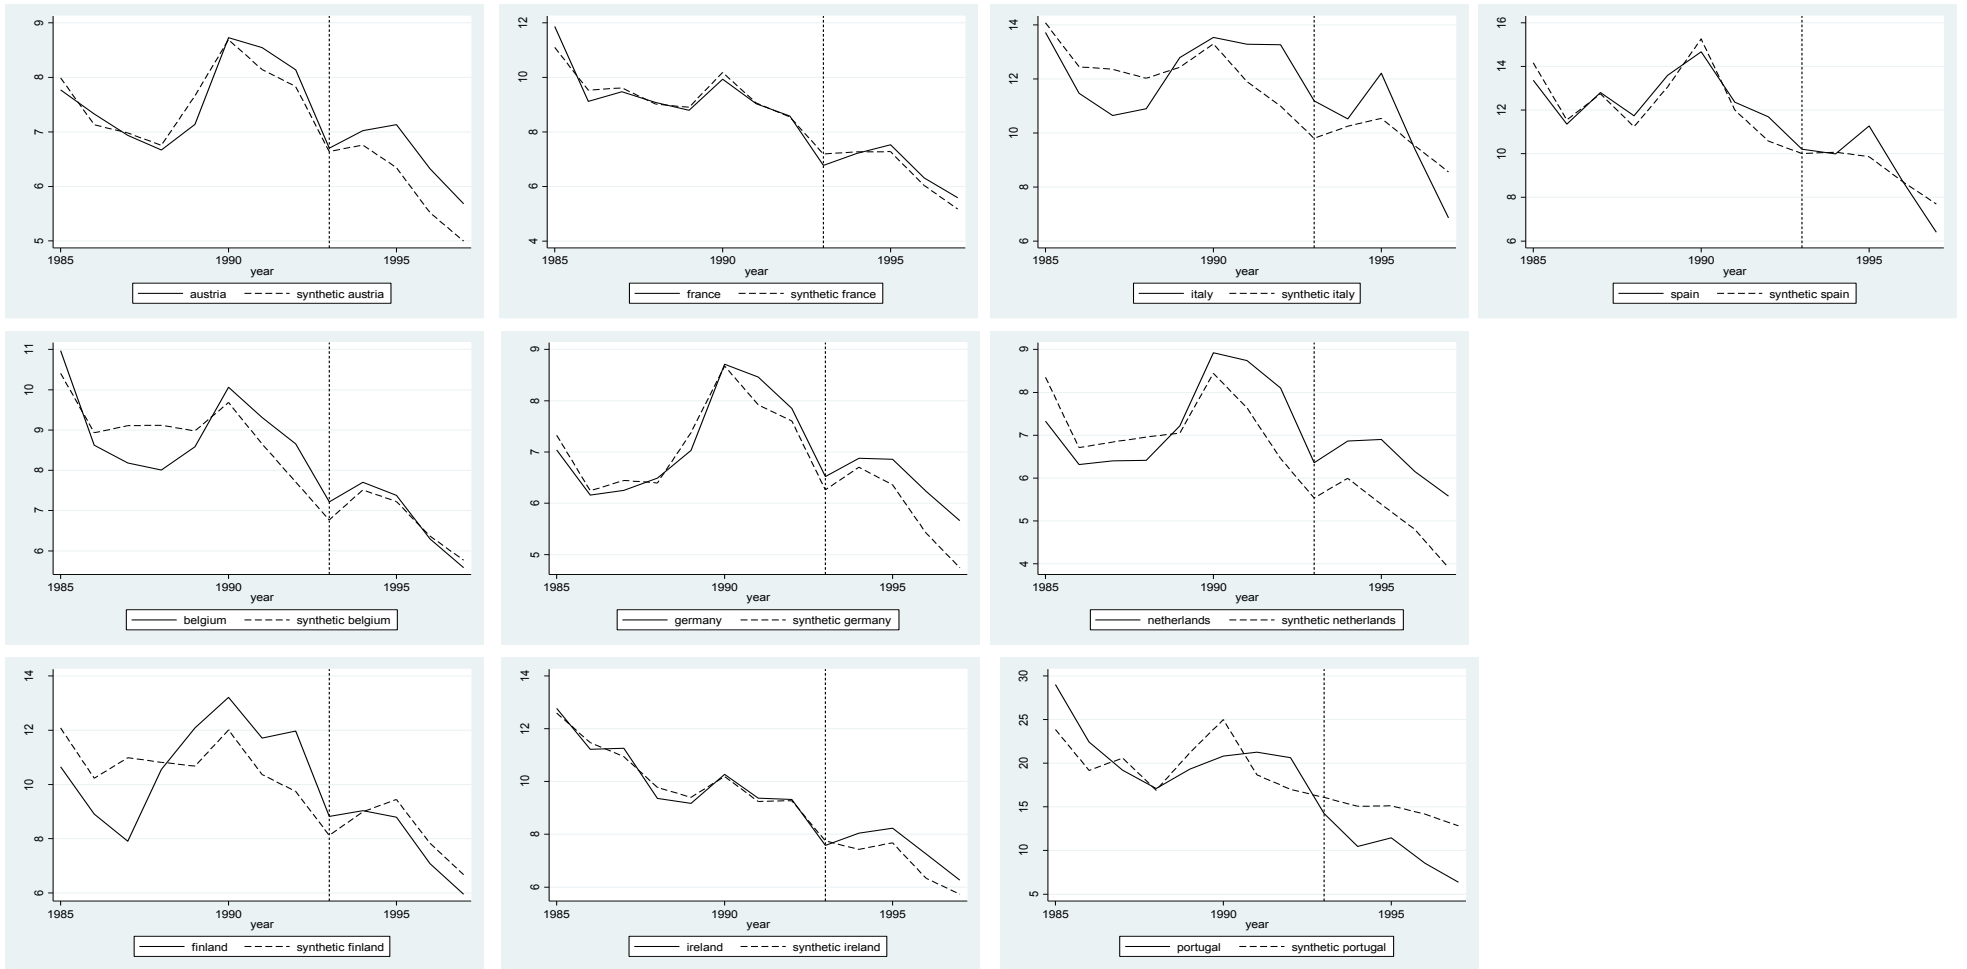 9
8
7
6
5
1985 1990 1995
year
austria synthetic austria
12
10
8
6
4
1985 1990 1995
year
france synthetic france
14
12
10
8
6
1985 1990 1995
year
italy synthetic italy
16
14
12
10
8
6
1985 1990 1995
year
spain synthetic spain
11
10
9
8
7
6
1985 1990 1995
year
belgium synthetic belgium
9
8
7
6
5
1985 1990 1995
year
germany synthetic germany
9
8
7
6
5
4
1985 1990 1995
year
netherlands synthetic netherlands
14
12
10
8
6
1985 1990 1995
year
finland synthetic finland
14
12
10
8
6
1985 1990 1995
year
ireland synthetic ireland
30
25
20
15
10
5
1985 1990 1995
year
portugal synthetic portugal